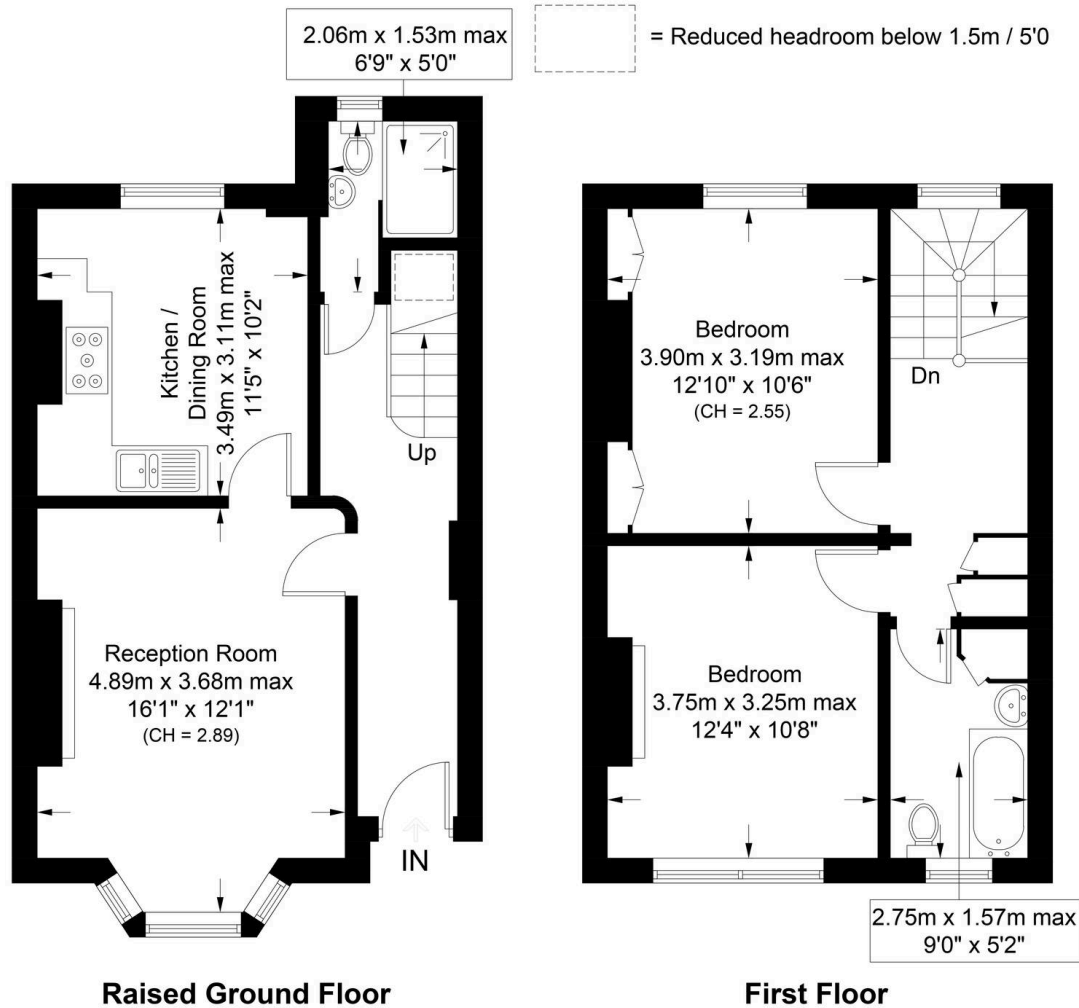 2.06m x 1.53m max
6'9" x 5'0"
= Reduced headroom below 1.5m / 5'0
Kitchen /
Dining Room
3.49m x 3.11m max
11'5" x 10'2"
Up
Reception Room
4.89m x 3.68m max
16'1" x 12'1"
(CH = 2.89)
IN
Raised Ground Floor
Bedroom
3.90m x 3.19m max
12'10" x 10'6"
(CH = 2.55)
Dn
Bedroom
3.75m x 3.25m max
12'4" x 10'8"
2.75m x 1.57m max
9'0" x 5'2"
First Floor